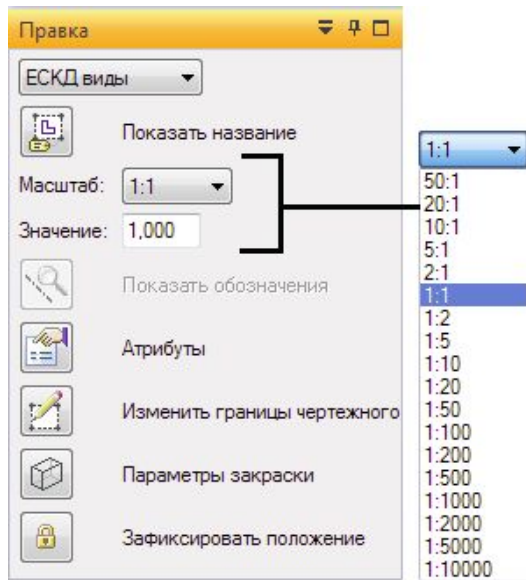 Правка
ЕСКД виды
Показать название
Масштаб: 1:1
Значение: 1,000
Показать обозначения
Атрибуты
Изменить границы чертежного
Параметры закраски
Зафиксировать положение
1:1
50:1
20:1
10:1
5:1
2:1
1:1
1:2
1:5
1:10
1:20
1:50
1:100
1:200
1:500
1:1000
1:2000
1:5000
1:10000